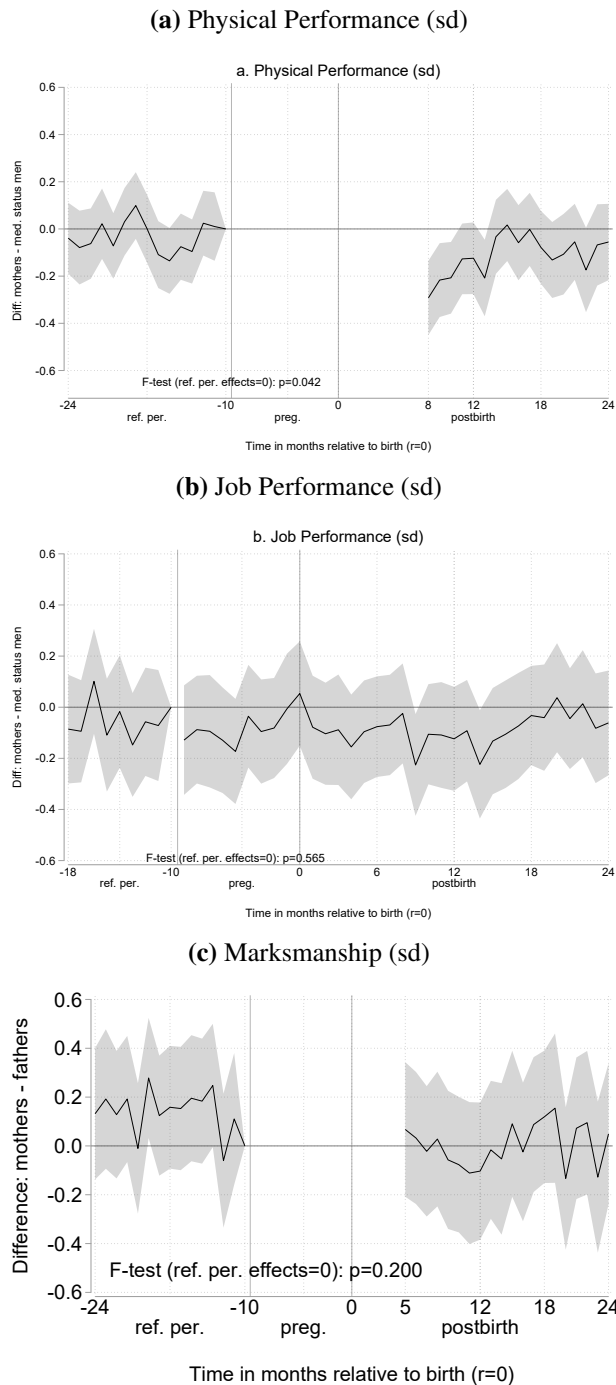 (a) Physical Performance (sd)
a. Physical Performance (sd)
0.6
0.4
0.2
0.0
-0.2
-0.4
-0.6
Diff: mothers - med. status men
F-test (ref. per. effects=0): p=0.042
-24 -10 0 8 12 18 24
ref. per. preg. postbirth
Time in months relative to birth (r=0)
(b) Job Performance (sd)
b. Job Performance (sd)
0.6
0.4
0.2
0.0
-0.2
-0.4
-0.6
Diff: mothers - med. status men
F-test (ref. per. effects=0): p=0.565
-18 -10 0 4 6 8 12 18 24
ref. per. preg. postbirth
Time in months relative to birth (r=0)
(c) Marksmanship (sd)
0.6
0.4
0.2
0.0
-0.2
-0.4
-0.6
Difference: mothers - fathers
F-test (ref. per. effects=0): p=0.200
-24 -10 0 5 12 18 24
ref. per. preg. postbirth
Time in months relative to birth (r=0)